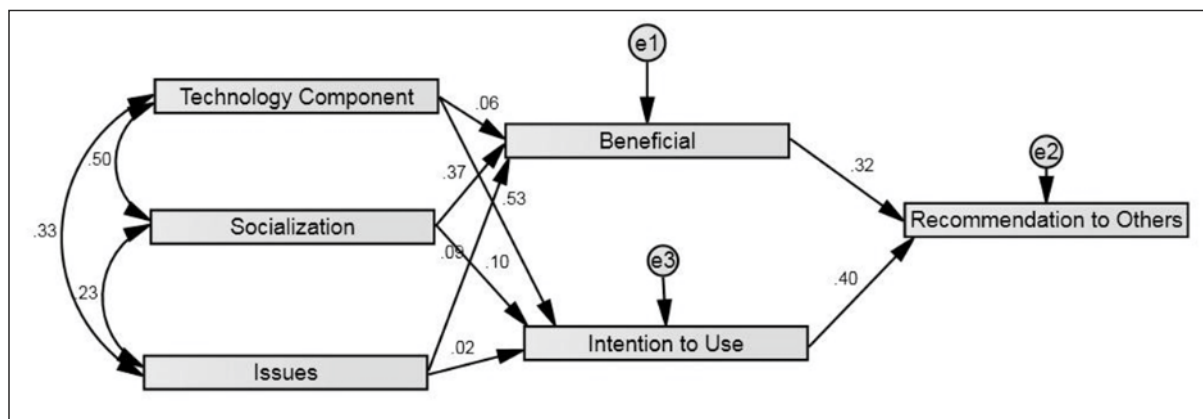 e1
Technology Component
.06
Beneficial
.50
.37
.32
e2
.53
Socialization
Recommendation to Others
.33
.09
.10
e3
.40
.23
Intention to Use
.02
Issues